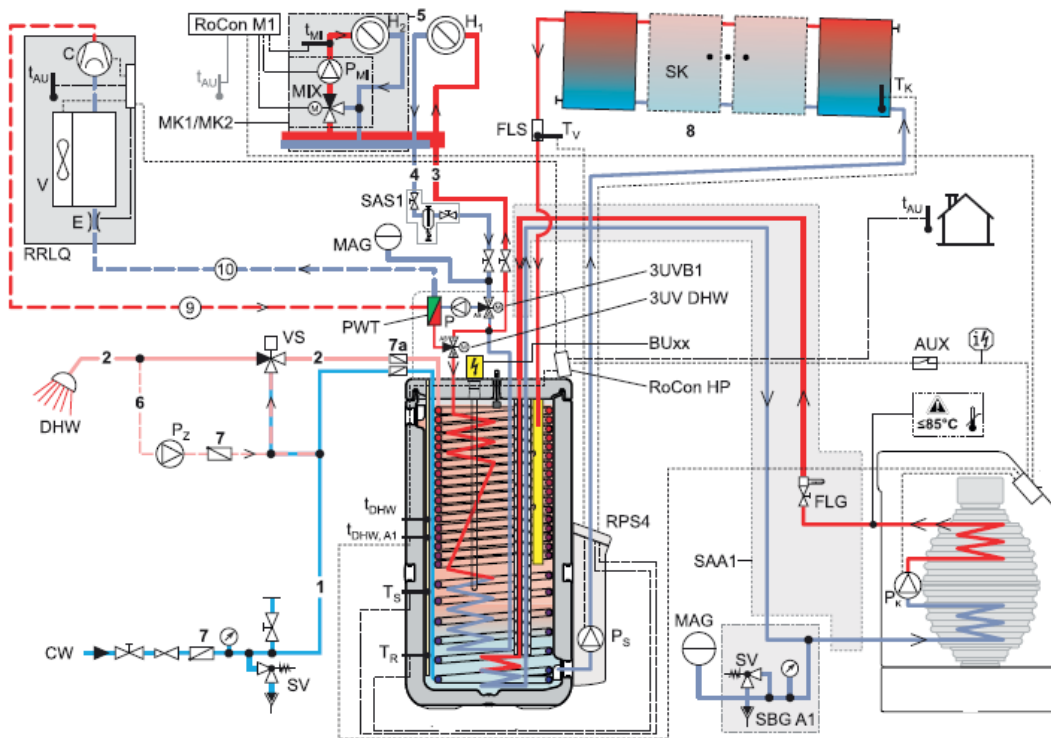 RoCon M1
5
C
tAU
tMI
H2
H1
PMI
tAU
MIX
M
MK1/MK2
V
E
RRLQ
SK
TK
8
FLS
TV
4
3
SAS1
MAG
tAU
10
9
3UVB1
3UV DHW
M
P
PWT
M
BUxx
RoCon HP
AUX
VS
2
2
7a
6
DHW
PZ
7
≤85°C
FLG
tDHW
tDHW, A1
RPS4
SAA1
1
TS
PS
PK
TR
CW
7
SV
MAG
SV
SBG A1